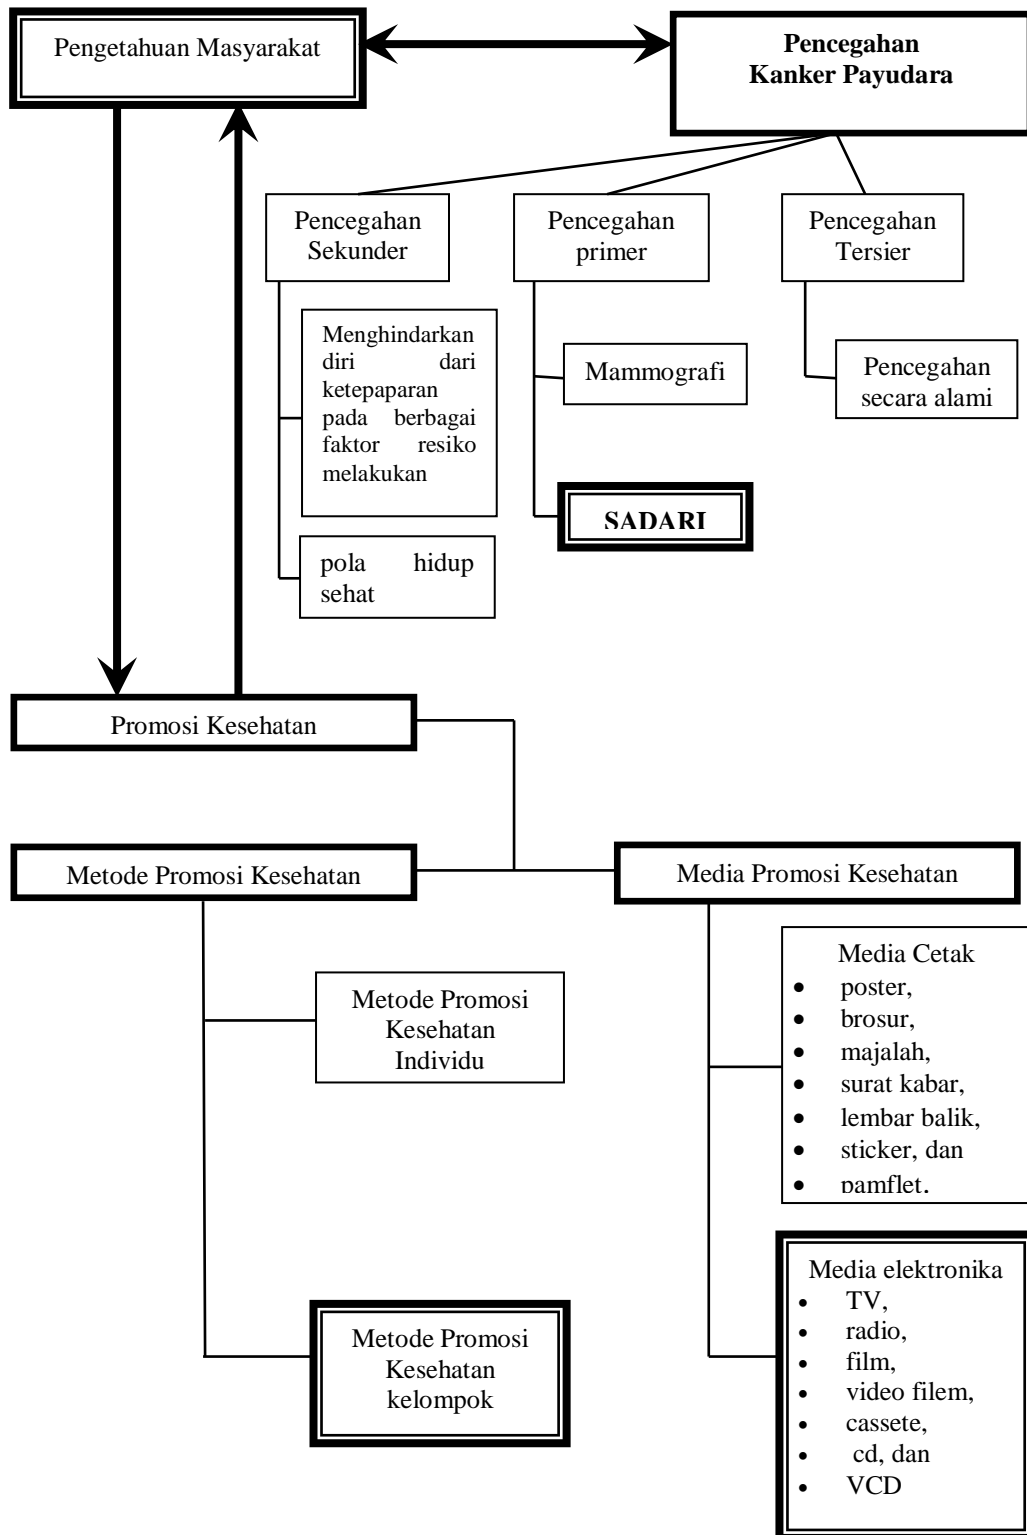 Pengetahuan Masyarakat
Pencegahan
Kanker Payudara
Pencegahan
Sekunder
Pencegahan
primer
Pencegahan
Tersier
Menghindarkan
diri dari
ketepaparan
pada berbagai
faktor resiko
melakukan
Mammografi
Pencegahan
secara alami
SADARI
pola hidup
sehat
Promosi Kesehatan
Metode Promosi Kesehatan
Media Promosi Kesehatan
Metode Promosi
Kesehatan
Individu
Media Cetak
• poster,
• brosur,
• majalah,
• surat kabar,
• lembar balik,
• sticker, dan
• pamflet.
Metode Promosi
Kesehatan
kelompok
Media elektronika
• TV,
• radio,
• film,
• video filem,
• cassete,
• cd, dan
• VCD